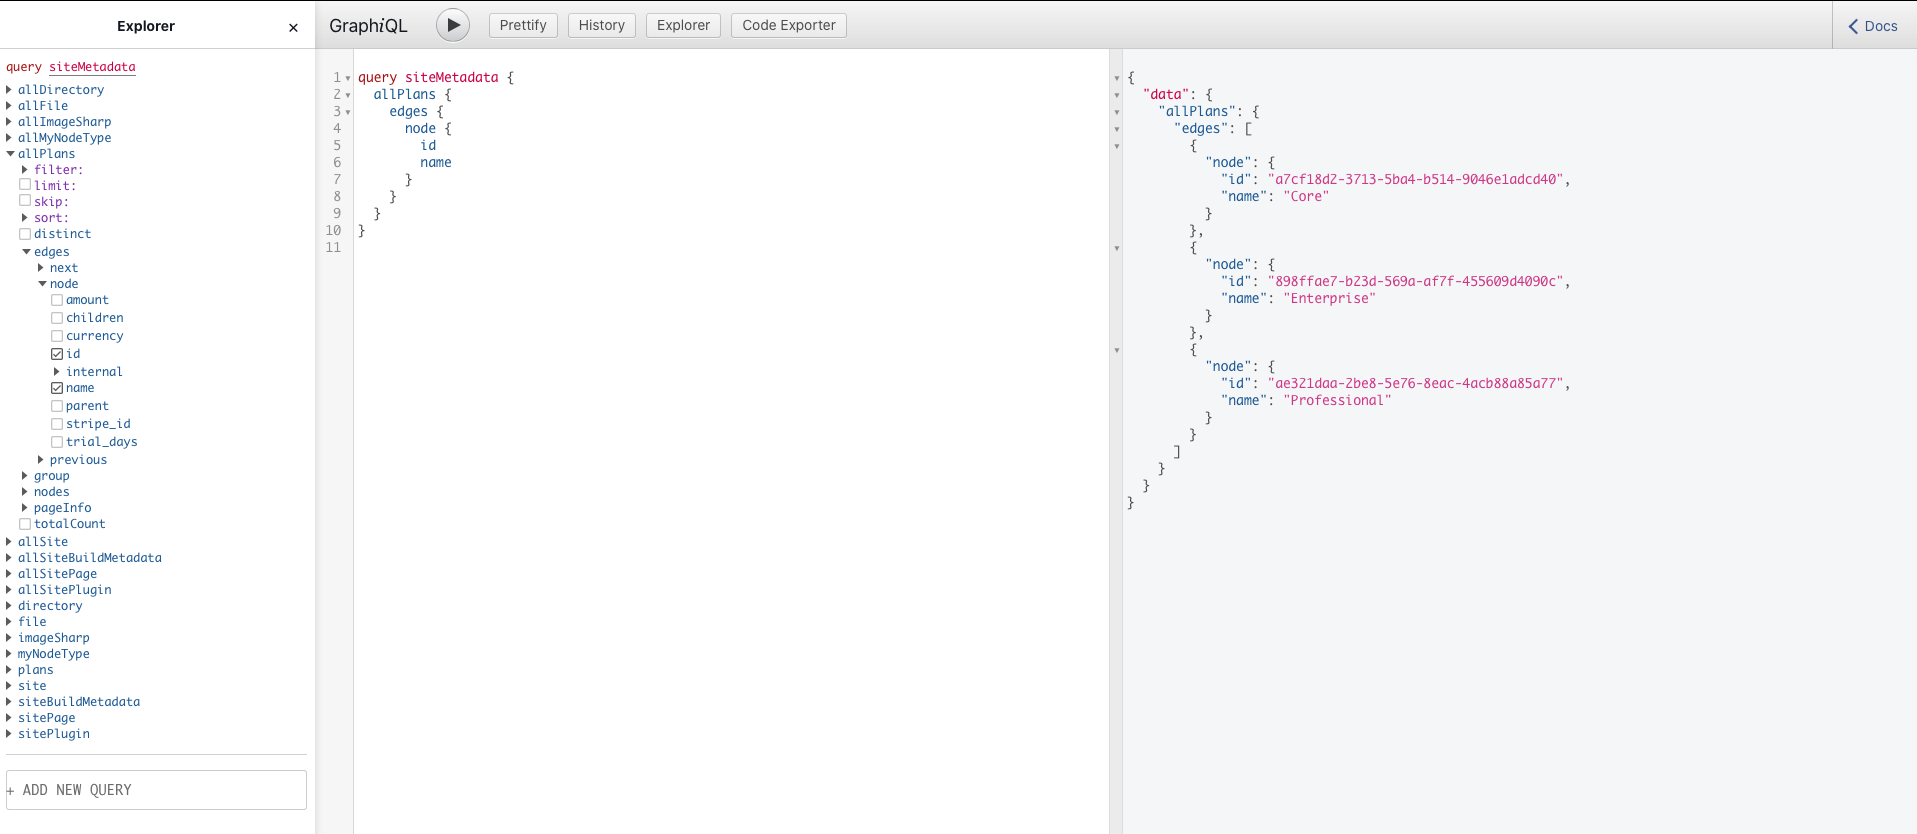 Explorer
×
GraphiQL
Prettify
History
Explorer
Code Exporter
Docs
query siteMetadata
allDirectory
allFile
allImageSharp
allMyNodeType
allPlans
filter:
limit:
skip:
sort:
distinct
edges
next
node
amount
children
currency
id
internal
name
parent
stripe_id
trial_days
previous
group
nodes
pageInfo
totalCount
allSite
allSiteBuildMetadata
allSitePage
allSitePlugin
directory
file
imageSharp
myNodeType
plans
site
siteBuildMetadata
sitePage
sitePlugin
+ ADD NEW QUERY
1 query siteMetadata {
2 allPlans {
3 edges {
4 node {
5 id
6 name
7 }
8 }
9 }
10 }
11
{
"data": {
"allPlans": {
"edges": [
{
"node": {
"id": "a7cf18d2-3713-5ba4-b514-9046e1adcd40",
"name": "Core"
}
},
{
"node": {
"id": "898ffae7-b23d-569a-af7f-455609d4090c",
"name": "Enterprise"
}
},
{
"node": {
"id": "ae321daa-2be8-5e76-8eac-4acb88a85a77",
"name": "Professional"
}
}
]
}
}
}